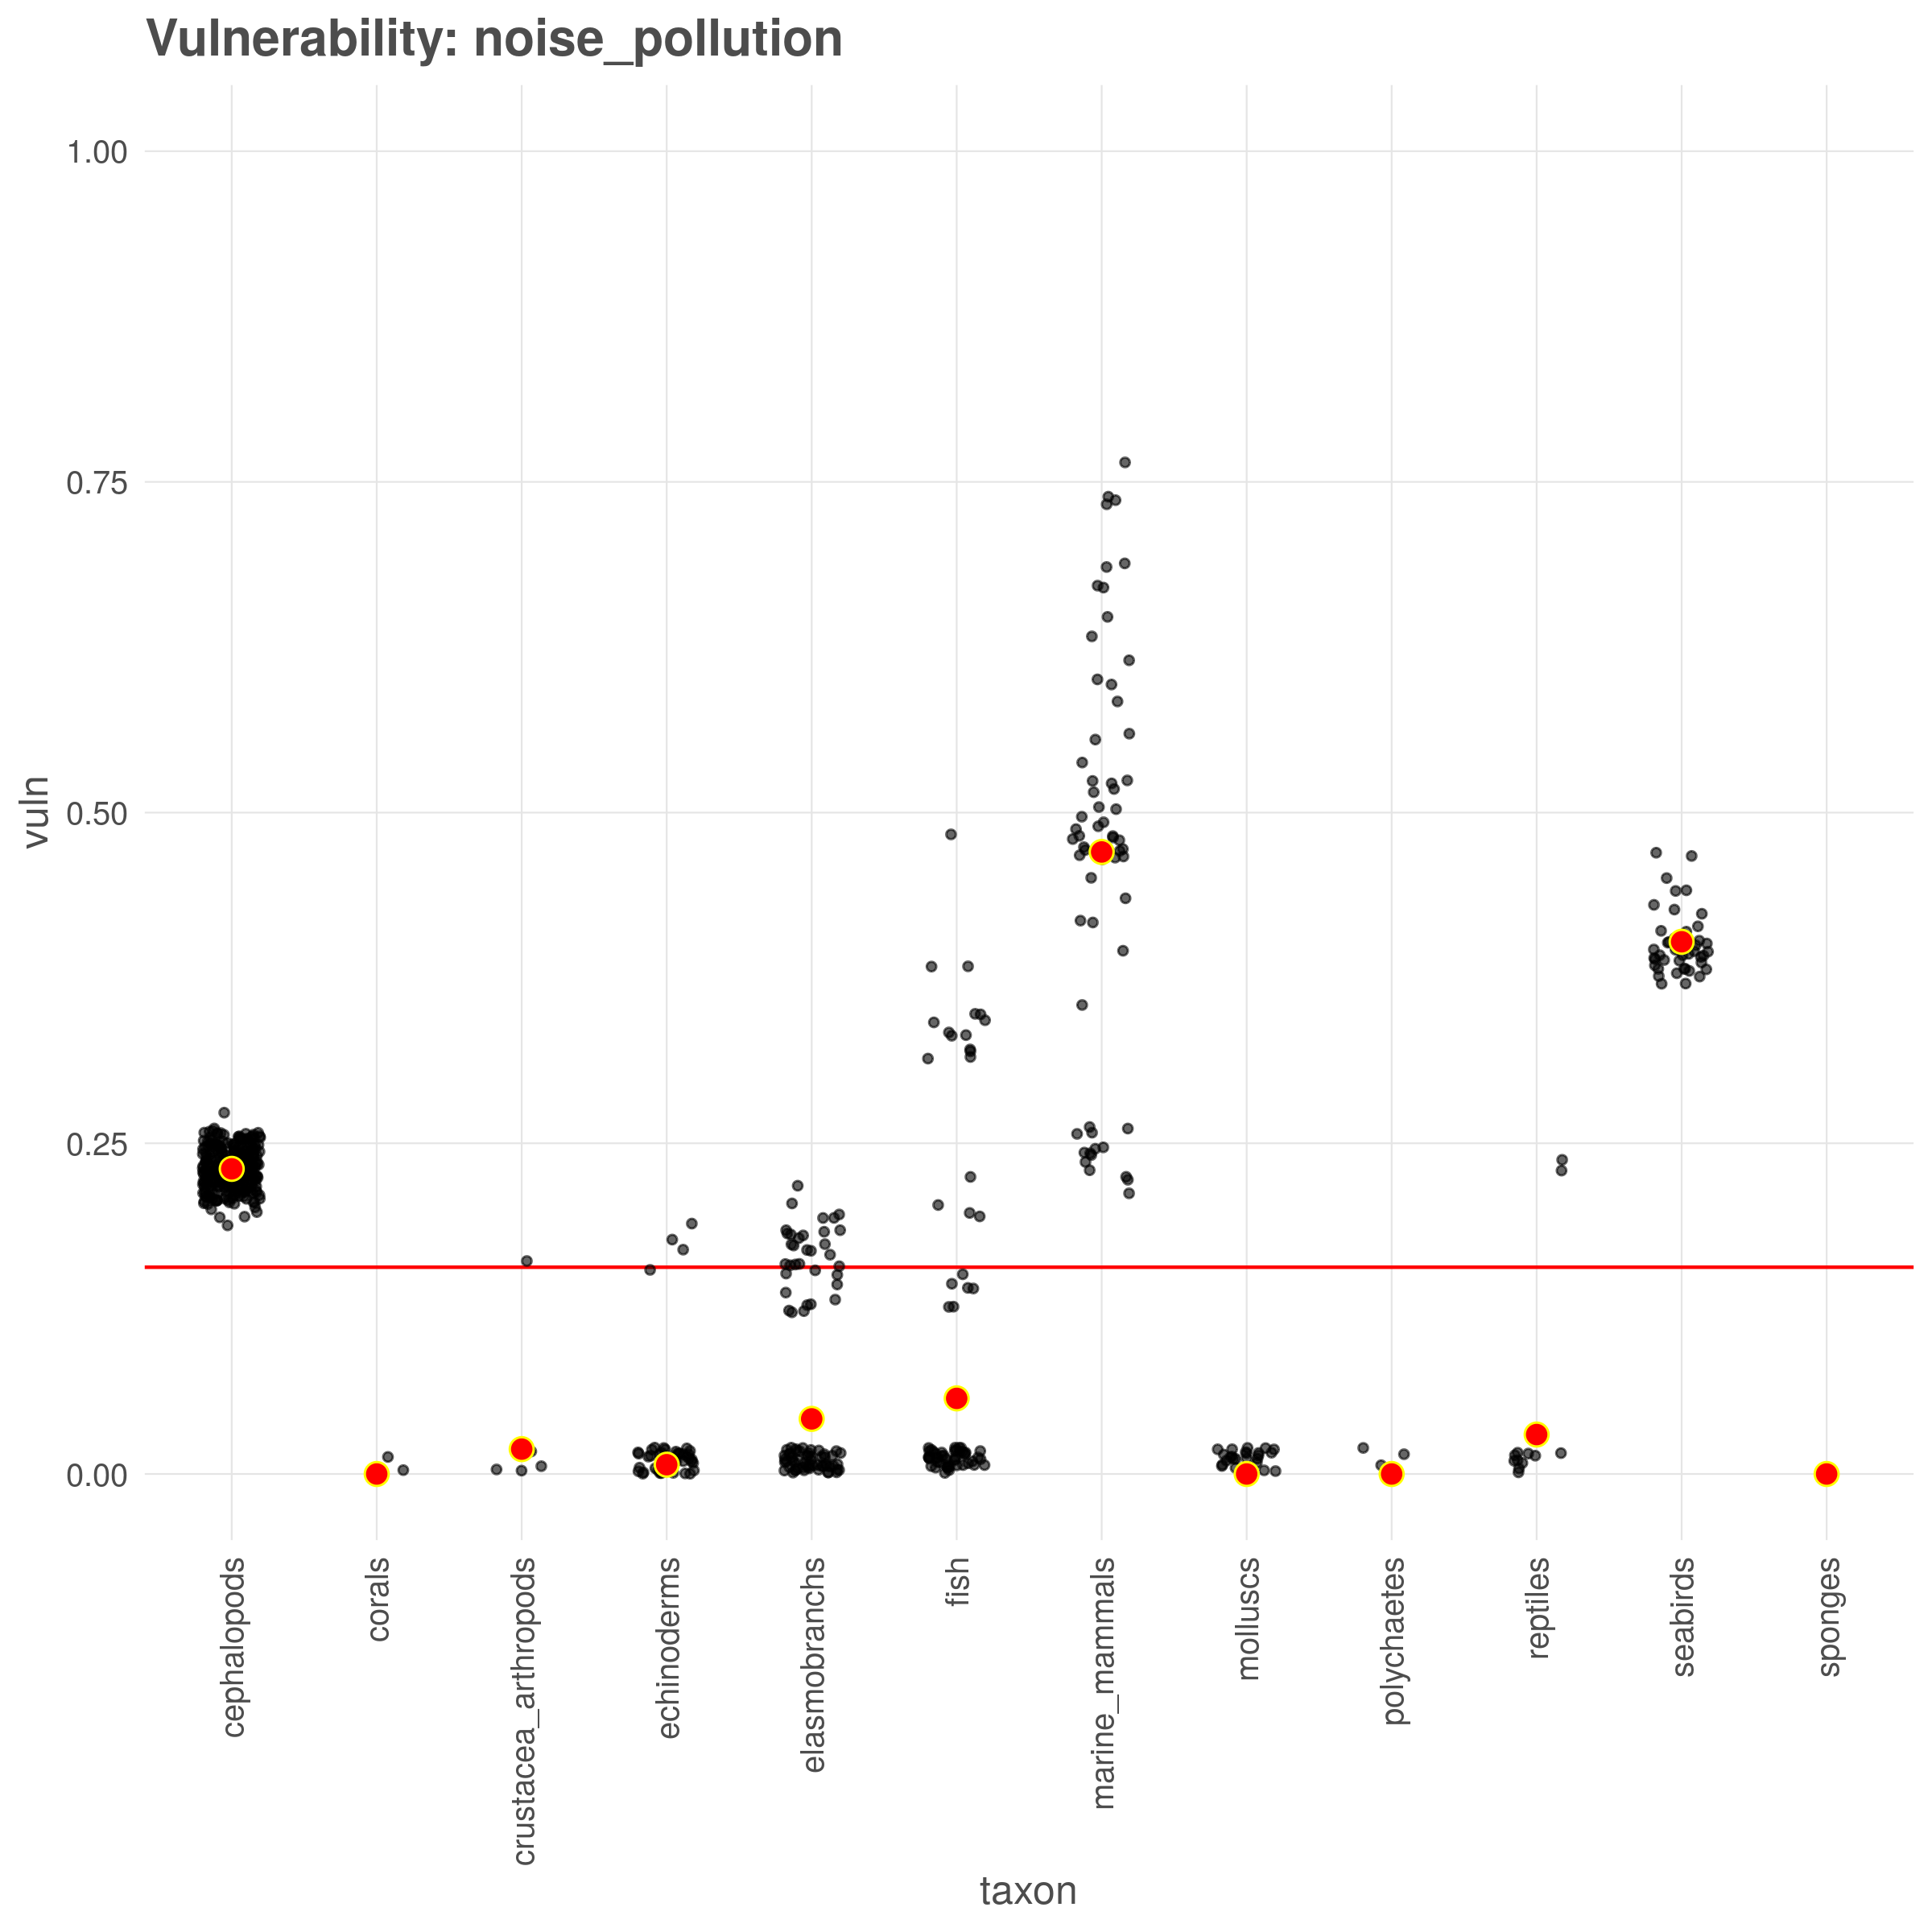 Vulnerability: noise_pollution
1.00
0.75
0.50
0.25
0.00
vuln
cephalopods
corals
crustacea_arthropods
echinoderms
elasmobranchs
fish
marine_mammals
molluscs
polychaetes
reptiles
seabirds
sponges
taxon